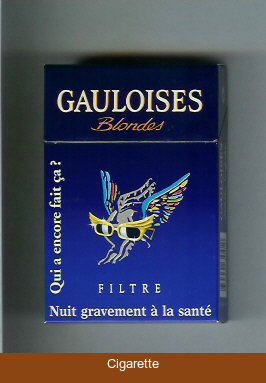 GAULOISES
Blondes
Qui a encore fait ça ?
FILTRE
Nuit gravement à la santé
Cigarette